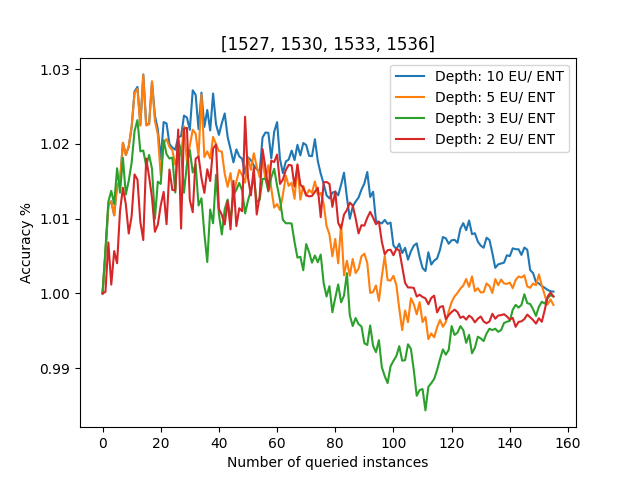 [1527, 1530, 1533, 1536]
Depth: 10 EU/ ENT
Depth: 5 EU/ ENT
Depth: 3 EU/ ENT
Depth: 2 EU/ ENT
Accuracy %
1.03
1.02
1.01
1.00
0.99
0 20 40 60 80 100 120 140 160
Number of queried instances